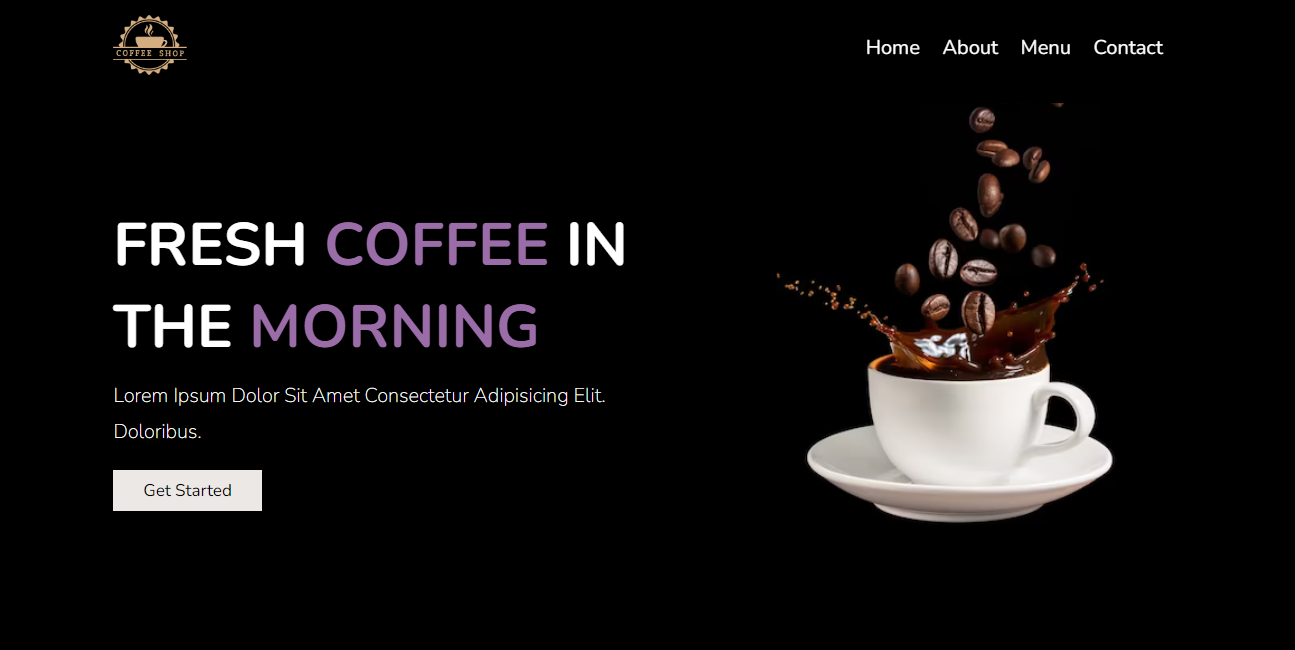 COFFEE SHOP
Home About Menu Contact
FRESH COFFEE IN
THE MORNING
Lorem Ipsum Dolor Sit Amet Consectetur Adipisicing Elit.
Doloribus.
Get Started